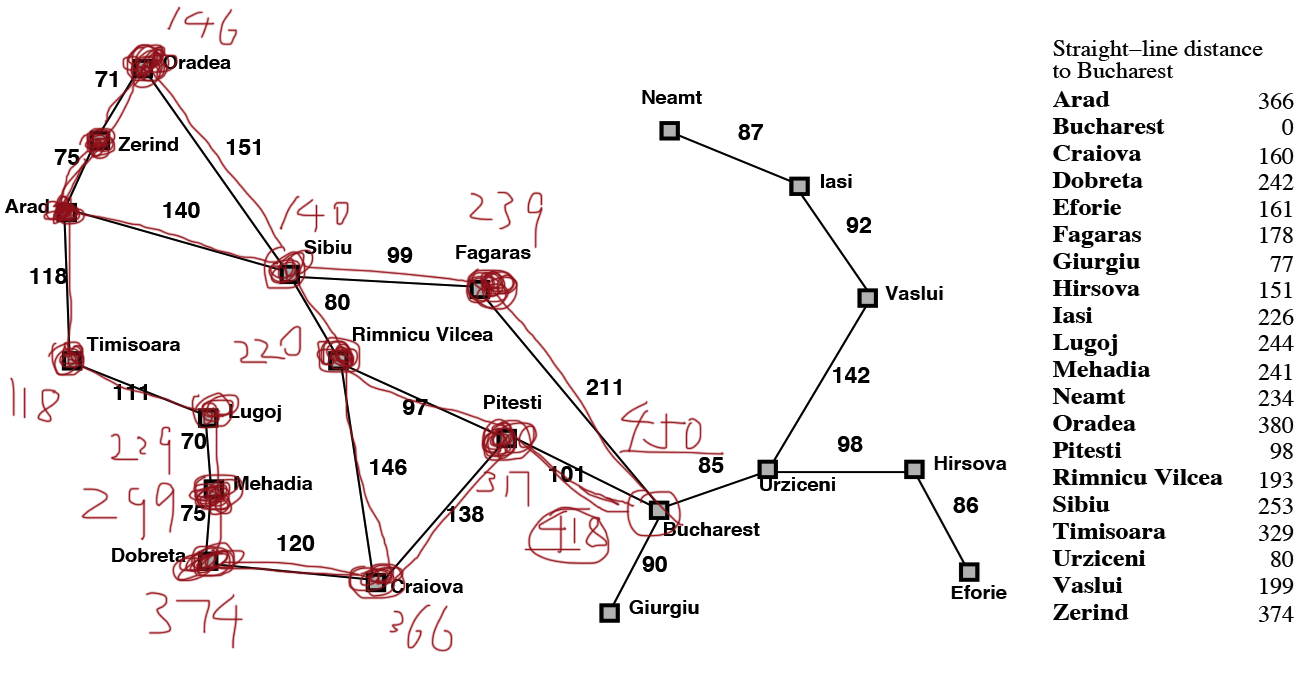 146
Oradea
71
Zerind
151
75
Arad
140
140
Sibiu
239
Fagaras
99
118
80
Rimnicu Vilcea
220
Timisoara
118
111
Lugoj
70
229
Mehadia
299
75
Dobreta
120
374
146
97
Pitesti
317
138
101
418
Craiova
366
211
450
85
Bucharest
90
Giurgiu
Neamt
87
Iasi
92
Vaslui
142
98
Urziceni
Hirsova
86
Eforie
Straight–line distance
to Bucharest
Arad 366
Bucharest 0
Craiova 160
Dobreta 242
Eforie 161
Fagaras 178
Giurgiu 77
Hirsova 151
Iasi 226
Lugoj 244
Mehadia 241
Neamt 234
Oradea 380
Pitesti 98
Rimnicu Vilcea 193
Sibiu 253
Timisoara 329
Urziceni 80
Vaslui 199
Zerind 374